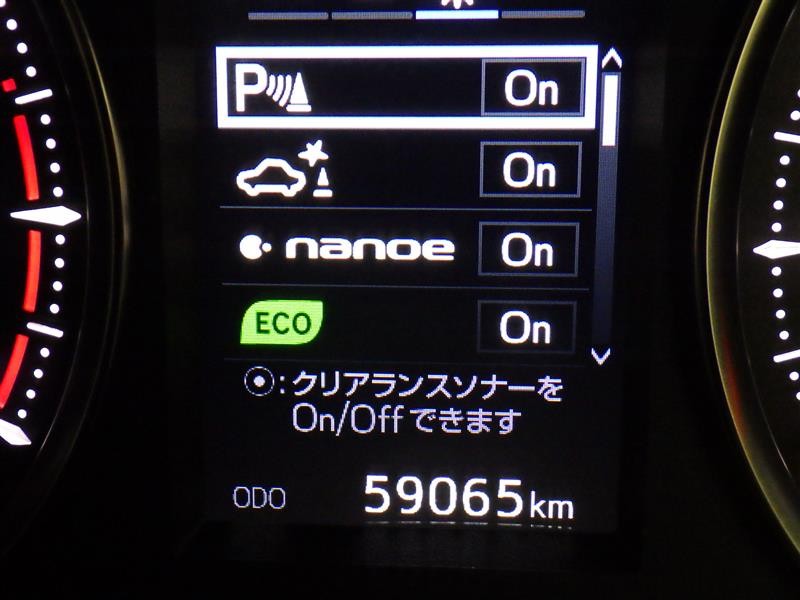 P On
On
nanoe On
ECO On
:クリアランスソナーを
On/Offできます
ODO 59065km